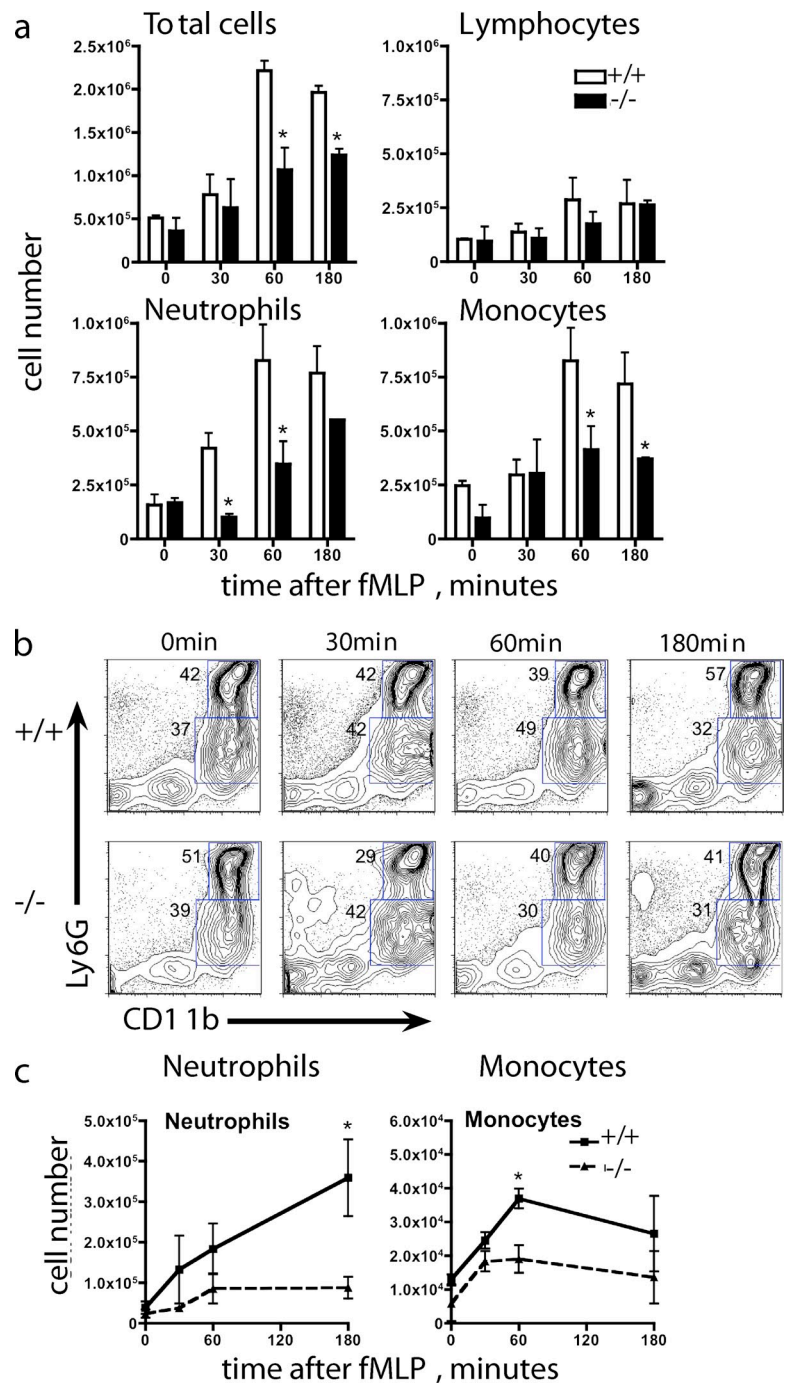 a
Total cells
Lymphocytes
2.5x10⁶
2.0x10⁶
1.5x10⁶
1.0x10⁶
5.0x10⁵
0
* *
0 30 60 180
1.0x10⁶
7.5x10⁵
5.0x10⁵
2.5x10⁵
0
+/+
-/-
0 30 60 180
cell number
Neutrophils
Monocytes
1.0x10⁶
7.5x10⁵
5.0x10⁵
2.5x10⁵
0
* *
0 30 60 180
1.0x10⁶
7.5x10⁵
5.0x10⁵
2.5x10⁵
0
* *
0 30 60 180
time after fMLP , minutes
b
0min 30min 60min 180min
+/+
42 42 39 57
37 42 49 32
-/-
51 29 40 41
39 42 30 31
Ly6G
CD11b
c
Neutrophils
Monocytes
cell number
5.0x10⁵
4.0x10⁵
3.0x10⁵
2.0x10⁵
1.0x10⁵
0
Neutrophils
*
0 60 120 180
6.0x10⁴
5.0x10⁴
4.0x10⁴
3.0x10⁴
2.0x10⁴
1.0x10⁴
0
Monocytes
+/+
-/-
*
0 60 120 180
time after fMLP , minutes